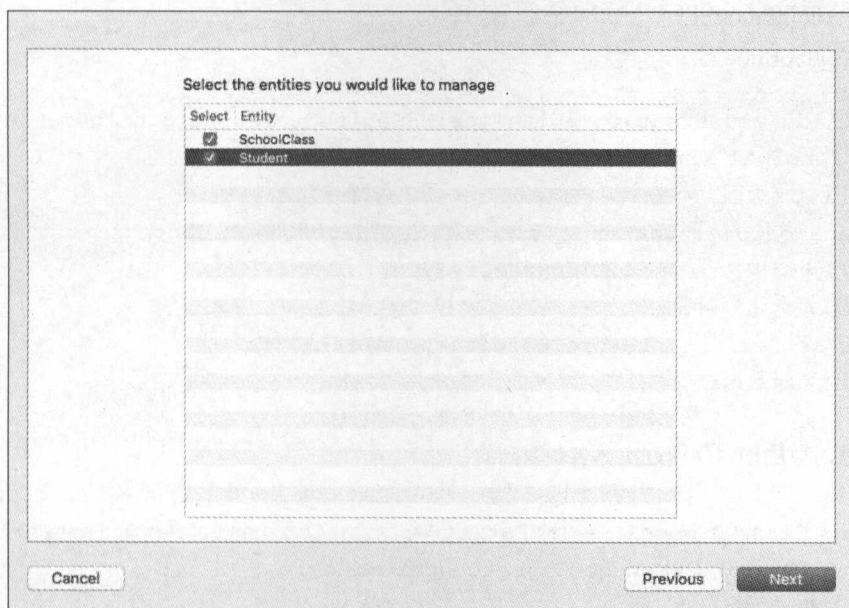 Select the entities you would like to manage
Select Entity
SchoolClass
Student
Cancel
Previous
Next